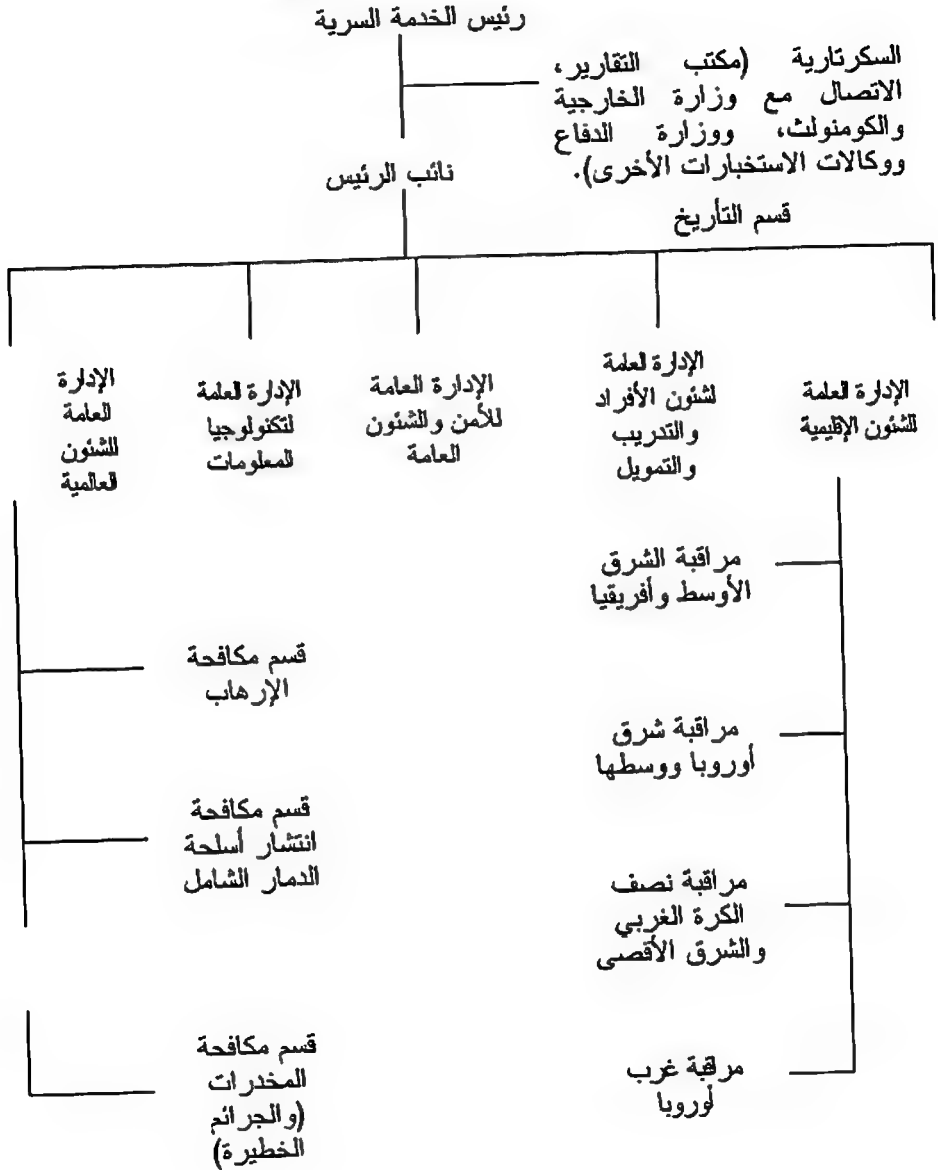 رئيس الخدمة السرية
السكرتارية (مكتب التقارير،
الاتصال مع وزارة الخارجية
والكومنولث، ووزارة الدفاع
ووكالات الاستخبارات الأخرى).
نائب الرئيس
قسم التأريخ
الإدارة العامة
للشئون الإقليمية
الإدارة العامة
لشئون الأفراد
والتدريب
والتمويل
الإدارة العامة
للأمن والشئون
العامة
الإدارة العامة
لتكنولوجيا
المعلومات
الإدارة
العامة
للشئون
العالمية
مراقبة الشرق
الأوسط وأفريقيا
مراقبة شرق
أوروبا ووسطها
مراقبة نصف
الكرة الغربي
والشرق الأقصى
مراقبة غرب
أوروبا
قسم مكافحة
الإرهاب
قسم مكافحة
انتشار أسلحة
الدمار الشامل
قسم مكافحة
المخدرات
(والجرائم
الخطيرة)